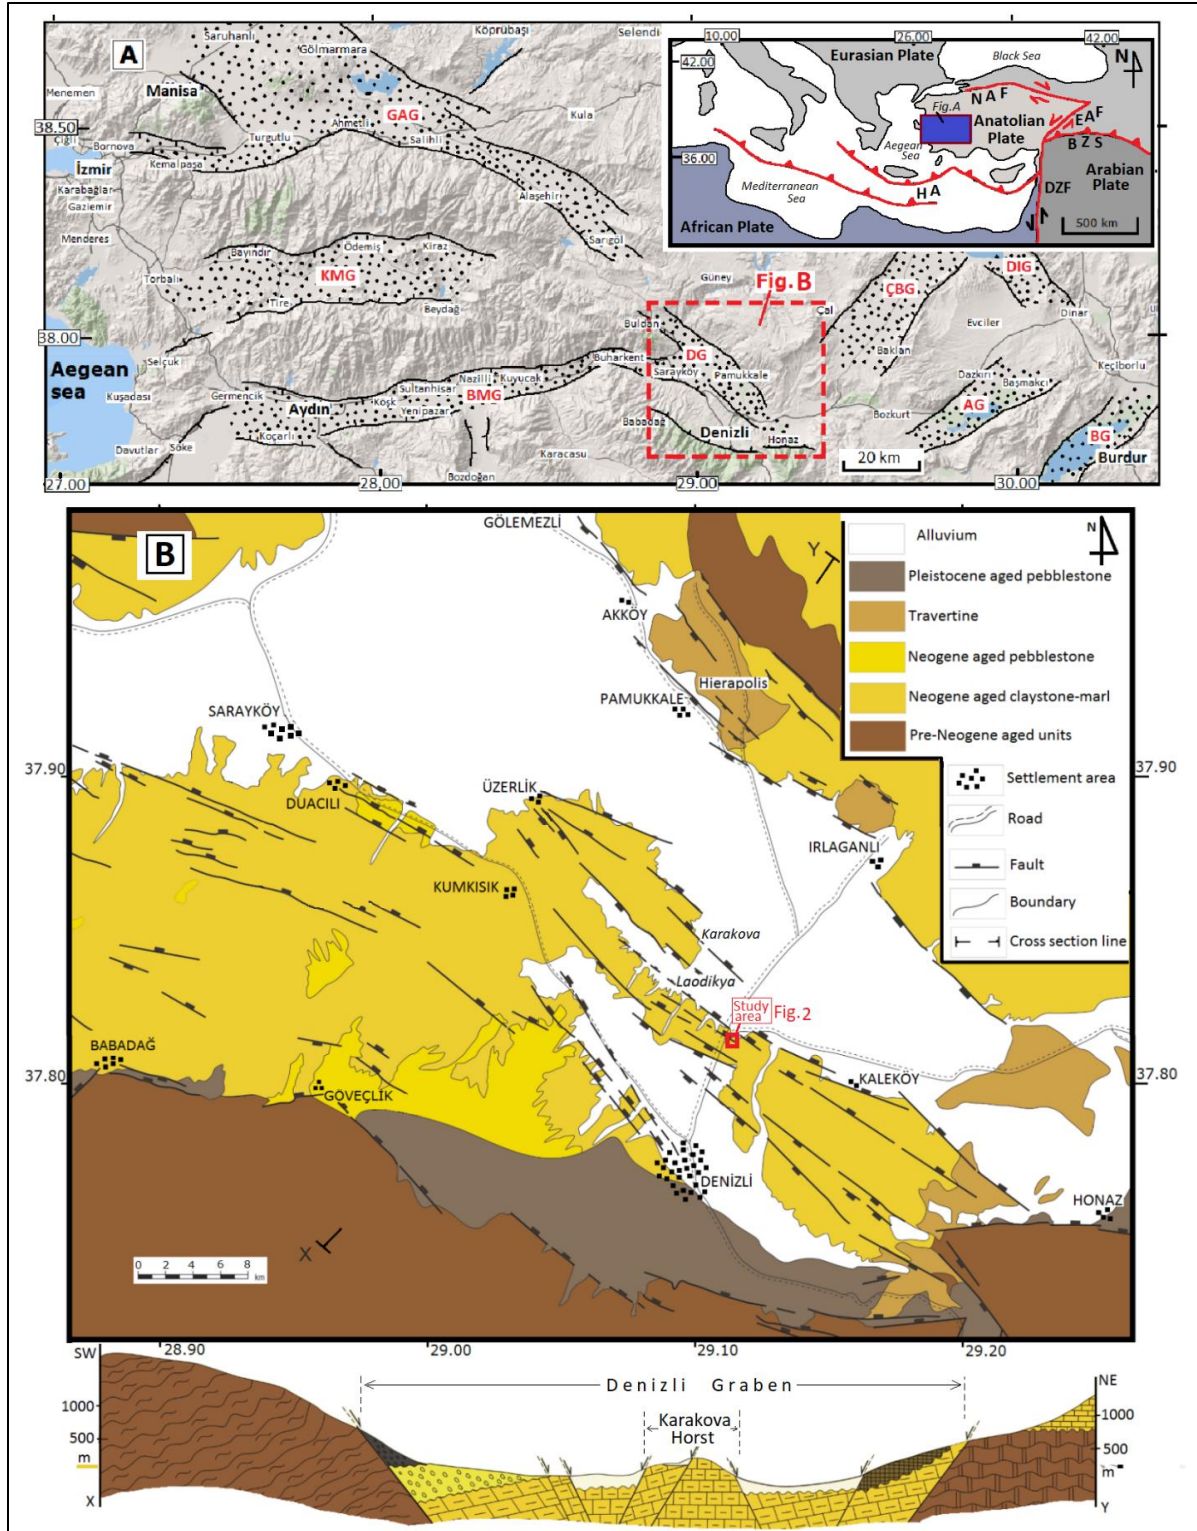 A
Saruhanlı
Gölmarmara
Köprübaşı
Selendi
Menemen
Manisa
GAG
Kula
38.50
Çiğli
Bornova
Turgutlu
Ahmetli
Salihli
İzmir
Kemalpaşa
Karabağlar
Gaziemir
Alaşehir
Menderes
Bayındır
Ödemiş
Kiraz
Sarıgöl
Torbalı
KMG
Tire
Beydağ
Güney
Fig.B
Buldan
Çal
ÇBG
DIG
Dinar
Evciler
38.00
Selçuk
Buharkent
DG
Sarayköy
Pamukkale
Baklan
Keçiborlu
Aegean
sea
Kuşadası
Germencik
Aydın
Köşk
Sultanhisar
Nazilli
Kuyucak
BMG
Yenipazar
Dazkırı
Başmakçı
AG
Koçarlı
Babadağ
Denizli
Honaz
Bozkurt
BG
Burdur
Davutlar
Söke
Karacasu
Bozdoğan
20 km
27.00
28.00
29.00
30.00
10.00
26.00
42.00
42.00
36.00
Eurasian Plate
Black Sea
N
N A F
Fig.A
Anatolian
Plate
E A F
B Z S
Aegean
Sea
Arabian
Plate
Mediterranean
Sea
H A
DZF
African Plate
500 km
B
GÖLEMEZLİ
Y
N
Alluvium
Pleistocene aged pebblestone
Travertine
Neogene aged pebblestone
Neogene aged claystone-marl
Pre-Neogene aged units
Settlement area
Road
Fault
Boundary
Cross section line
AKKÖY
Hierapolis
PAMUKKALE
SARAYKÖY
37.90
37.90
DUACILI
ÜZERLİK
IRLAGANLI
KUMKISIK
Karakova
Laodikya
Study
area
Fig.2
BABADAĞ
37.80
37.80
GÖVEÇLİK
KALEKÖY
DENİZLİ
HONAZ
X
0 2 4 6 8
km
28.90
29.00
29.10
29.20
SW
NE
Denizli Graben
Karakova
Horst
1000
500
m
X
1000
500
m
Y